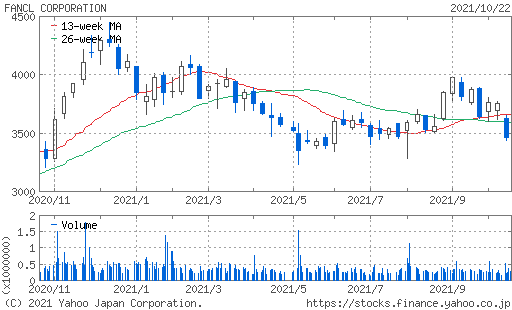 FANCL CORPORATION 2021/10/22
4500
13-week MA
26-week MA
4000
3500
3000
2020/11 2021/1 2021/3 2021/5 2021/7 2021/9
2
Volume
1.5
1
0.5
0
(x1000000)
2020/11 2021/1 2021/3 2021/5 2021/7 2021/9
(C) 2021 Yahoo Japan Corporation. https://stocks.finance.yahoo.co.jp/